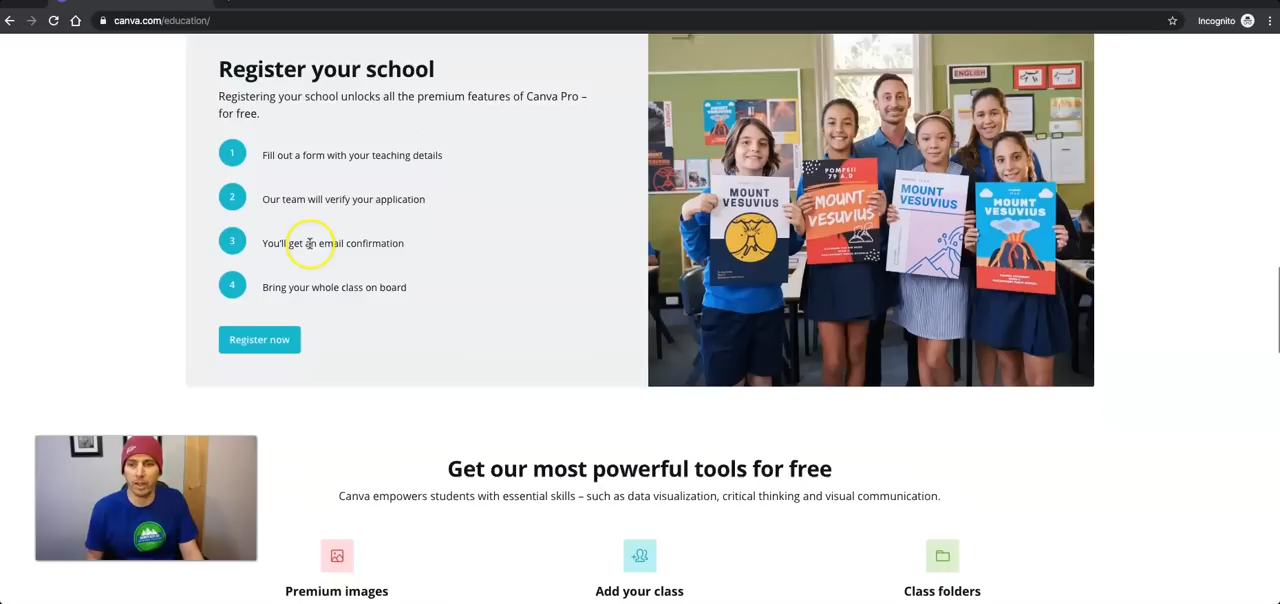 canva.com/education/
Incognito
Register your school
Registering your school unlocks all the premium features of Canva Pro –
for free.
1 Fill out a form with your teaching details
2 Our team will verify your application
3 You'll get an email confirmation
4 Bring your whole class on board
Register now
ENGLISH
MOUNT
VESUVIUS
POMPEII
79 A.D
MOUNT
VESUVIUS
MOUNT
VESUVIUS
MOUNT
VESUVIUS
Get our most powerful tools for free
Canva empowers students with essential skills – such as data visualization, critical thinking and visual communication.
Premium images
Add your class
Class folders